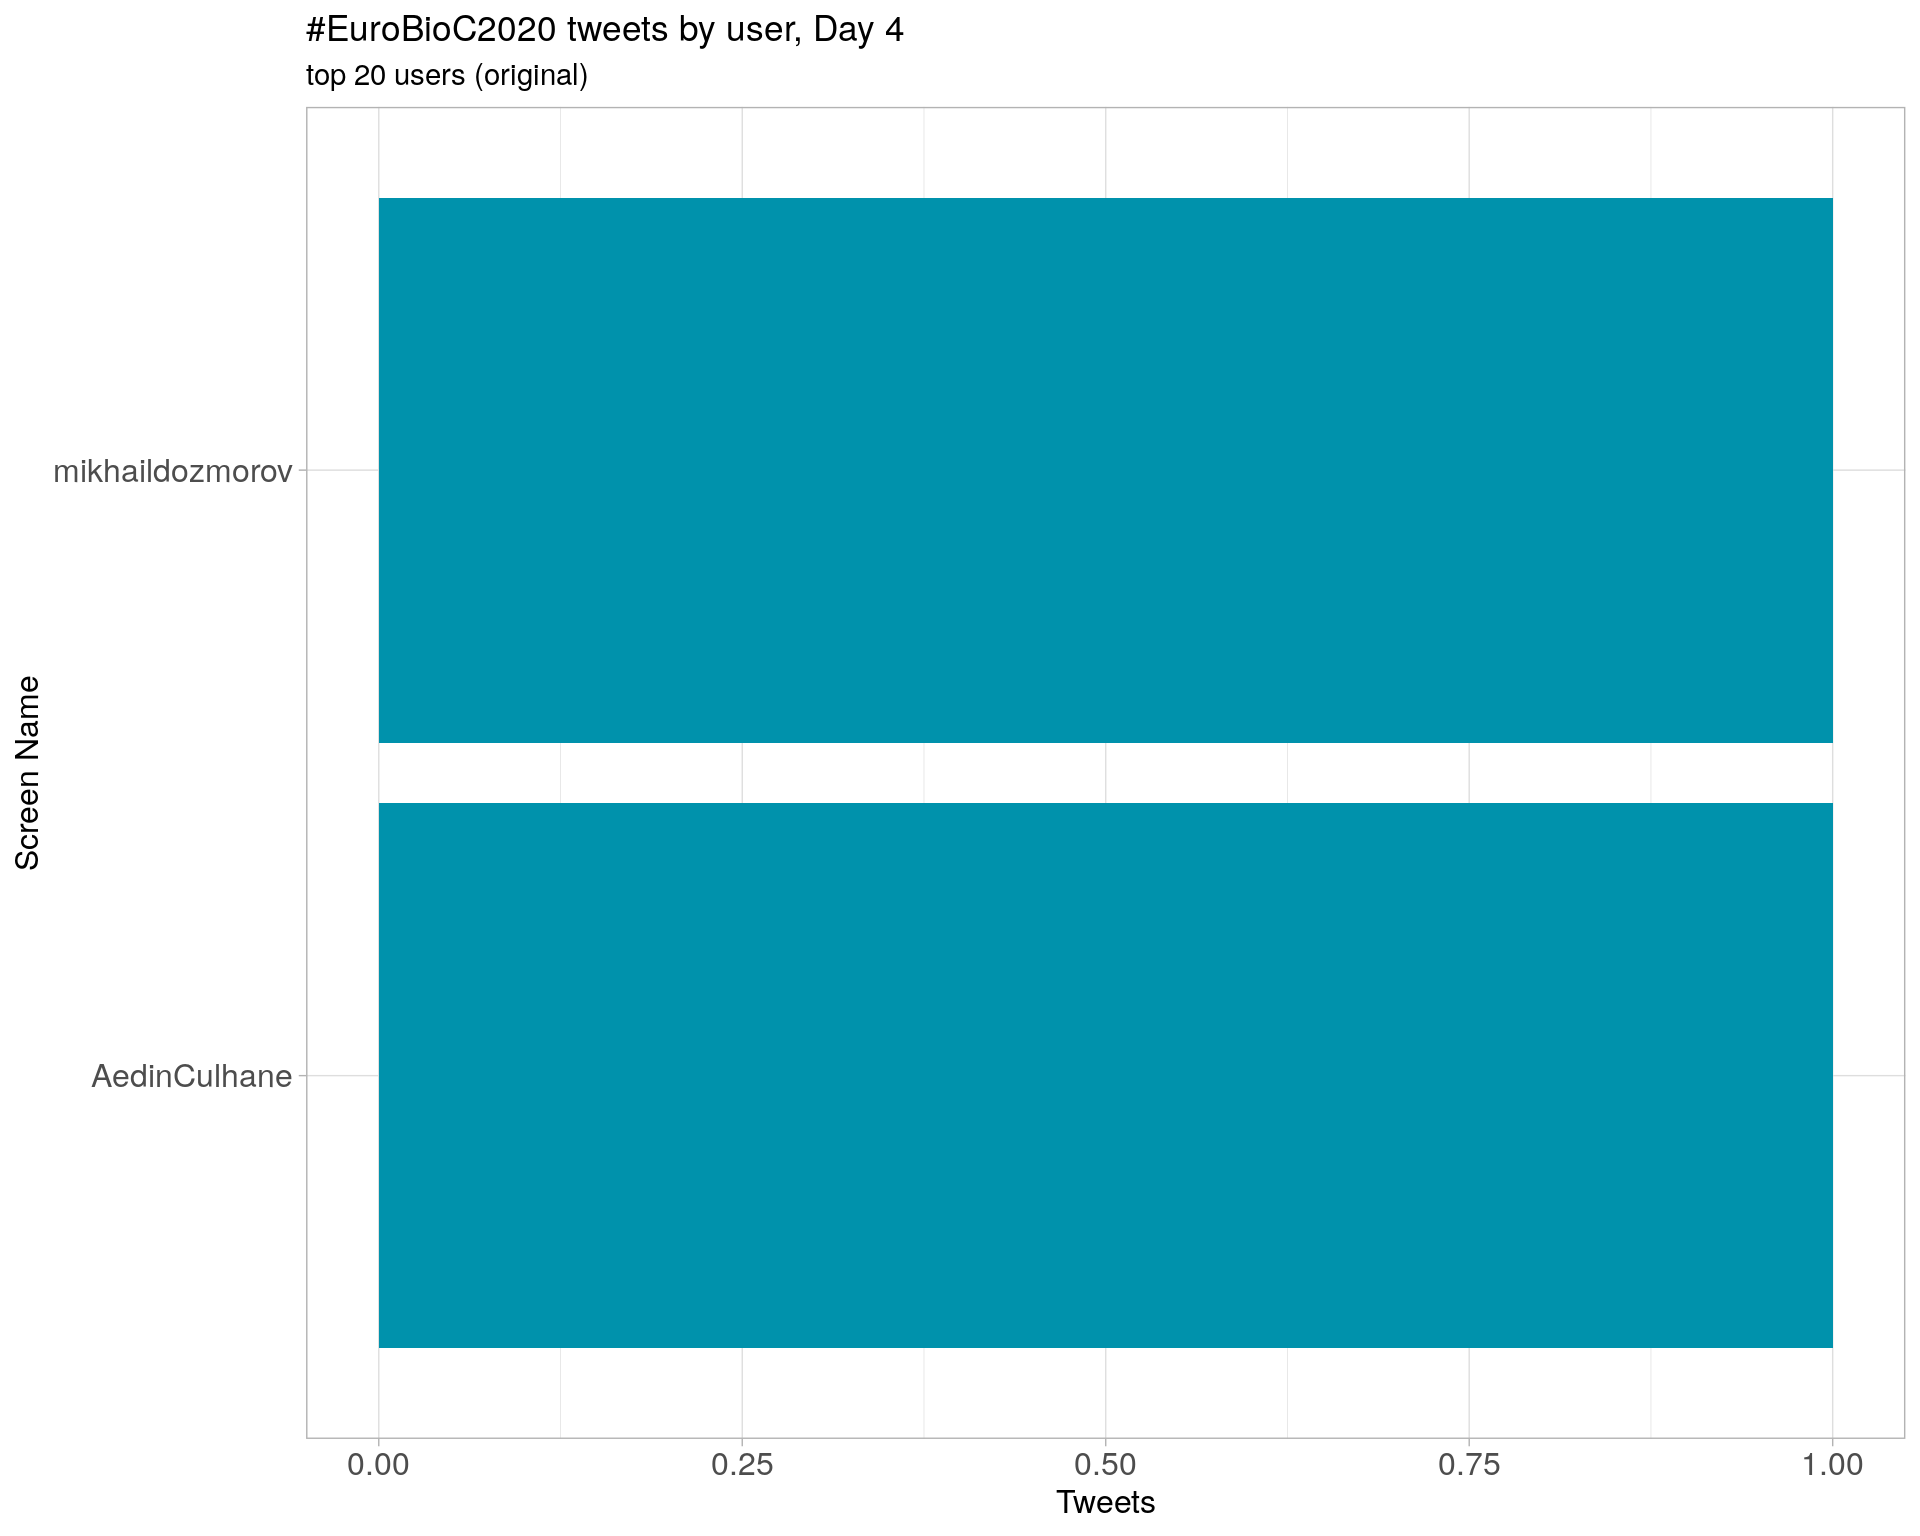 #EuroBioC2020 tweets by user, Day 4
top 20 users (original)
Screen Name
mikhaildozmorov
AedinCulhane
0.00 0.25 0.50 0.75 1.00
Tweets